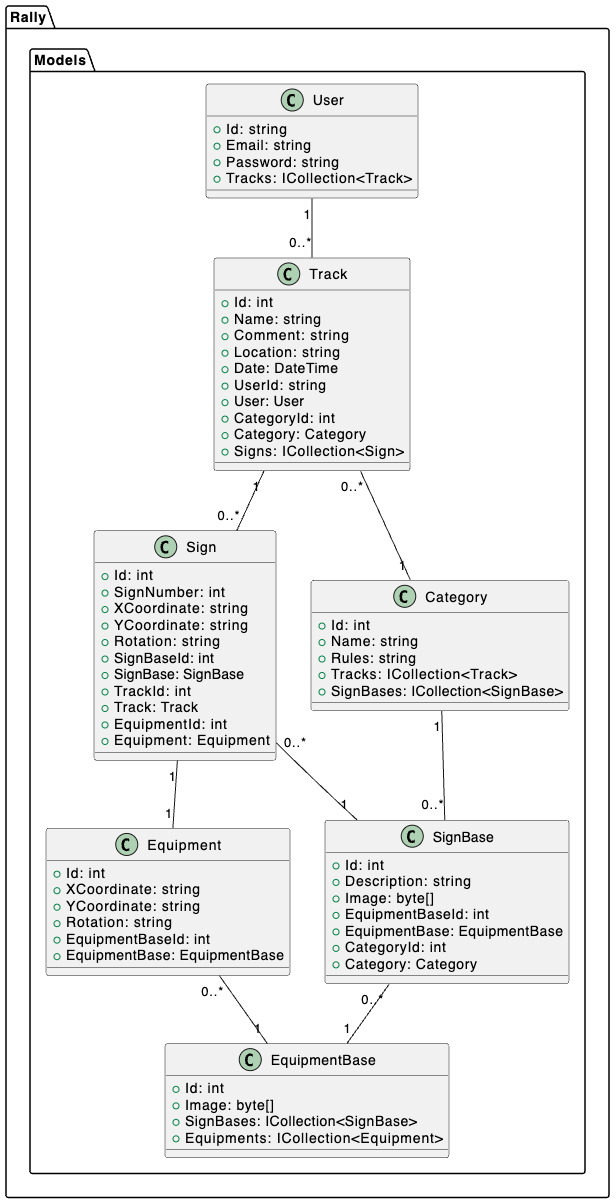 Rally
Models
C User
Id: string
Email: string
Password: string
Tracks: ICollection<Track>
1
0..*
C Track
Id: int
Name: string
Comment: string
Location: string
Date: DateTime
UserId: string
User: User
CategoryId: int
Category: Category
Signs: ICollection<Sign>
1
0..*
0..*
1
C Sign
Id: int
SignNumber: int
XCoordinate: string
YCoordinate: string
Rotation: string
SignBaseId: int
SignBase: SignBase
TrackId: int
Track: Track
EquipmentId: int
Equipment: Equipment
C Category
Id: int
Name: string
Rules: string
Tracks: ICollection<Track>
SignBases: ICollection<SignBase>
1
0..*
0..*
1
1
1
C Equipment
Id: int
XCoordinate: string
YCoordinate: string
Rotation: string
EquipmentBaseId: int
EquipmentBase: EquipmentBase
C SignBase
Id: int
Description: string
Image: byte[]
EquipmentBaseId: int
EquipmentBase: EquipmentBase
CategoryId: int
Category: Category
0..*
1
0..*
1
C EquipmentBase
Id: int
Image: byte[]
SignBases: ICollection<SignBase>
Equipments: ICollection<Equipment>